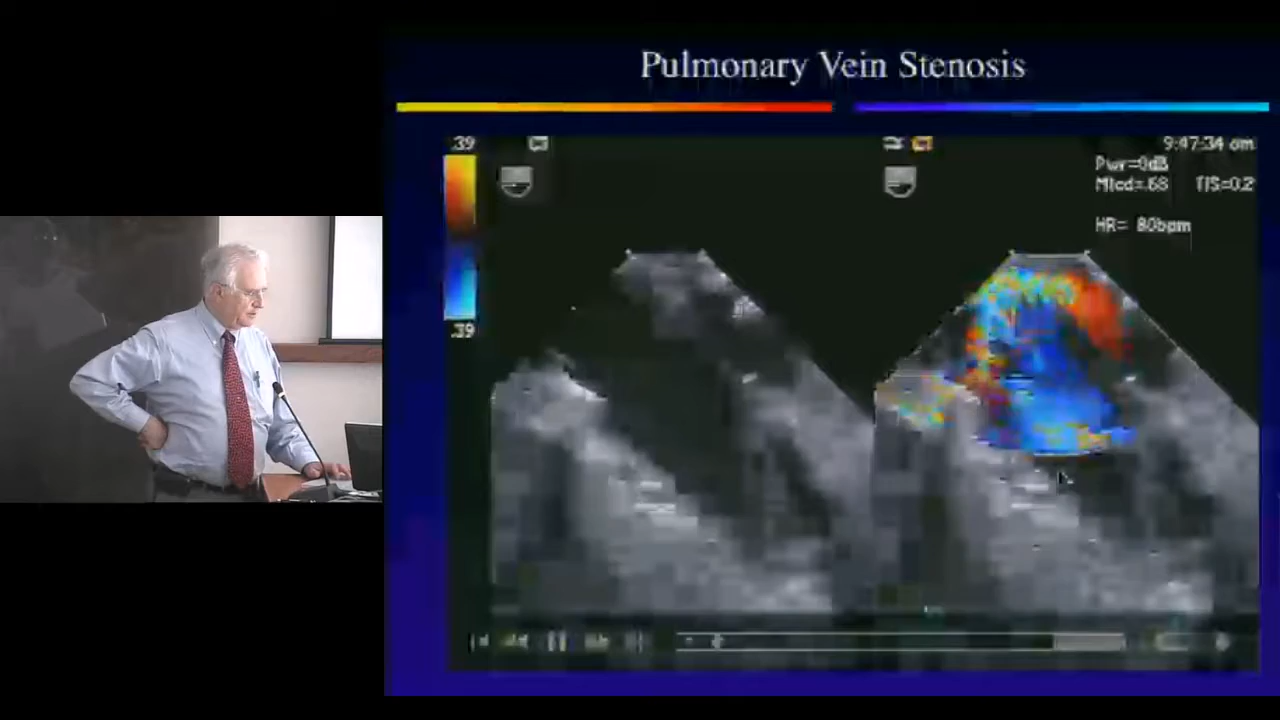 Pulmonary Vein Stenosis
.39
9:47:34 am
Pwr=0dB
MIcd=.68 TIS=0.2
HR= 80bpm
.39